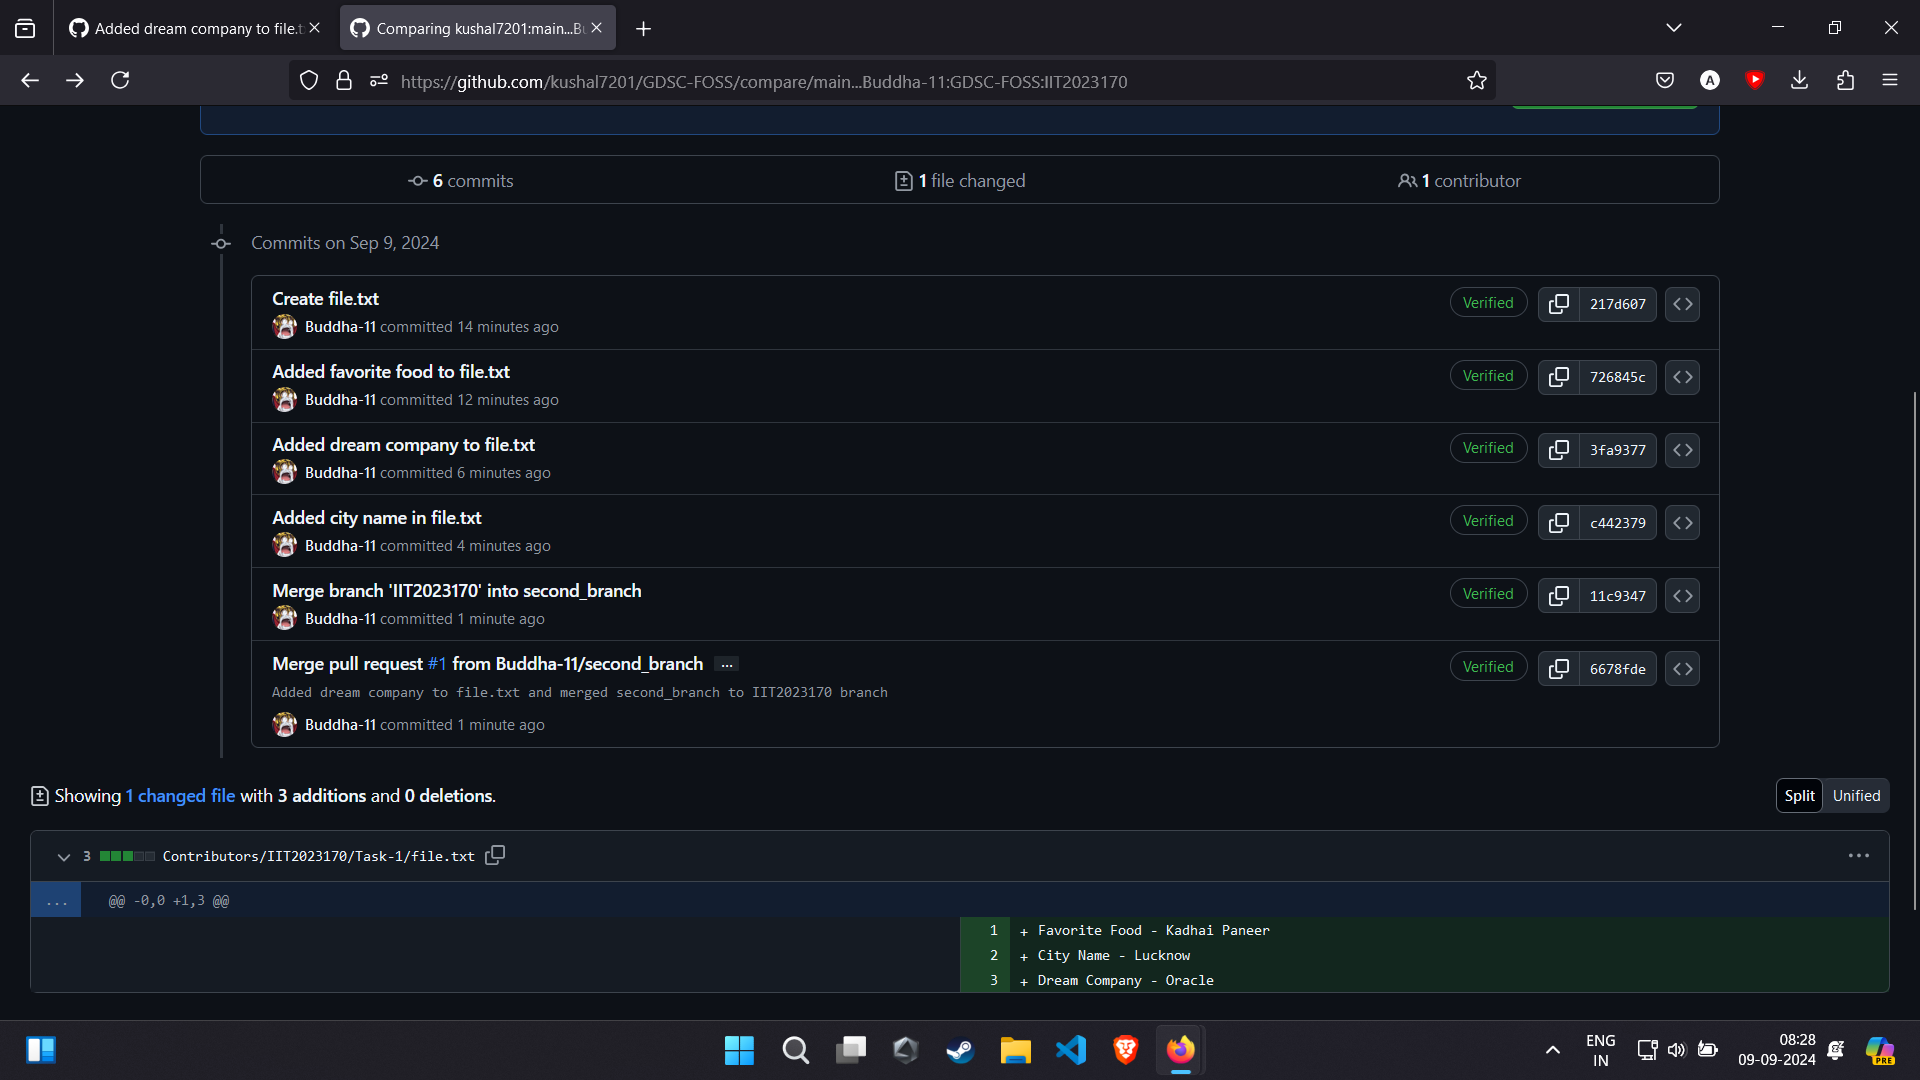 Added dream company to file.t
Comparing kushal7201:main...Bu
https://github.com/kushal7201/GDSC-FOSS/compare/main...Buddha-11:GDSC-FOSS:IIT2023170
A
6 commits
1 file changed
1 contributor
Commits on Sep 9, 2024
Create file.txt
Verified
217d607
Buddha-11 committed 14 minutes ago
Added favorite food to file.txt
Verified
726845c
Buddha-11 committed 12 minutes ago
Added dream company to file.txt
Verified
3fa9377
Buddha-11 committed 6 minutes ago
Added city name in file.txt
Verified
c442379
Buddha-11 committed 4 minutes ago
Merge branch 'IIT2023170' into second_branch
Verified
11c9347
Buddha-11 committed 1 minute ago
Merge pull request #1 from Buddha-11/second_branch ...
Verified
6678fde
Added dream company to file.txt and merged second_branch to IIT2023170 branch
Buddha-11 committed 1 minute ago
Showing 1 changed file with 3 additions and 0 deletions.
Split Unified
3 Contributors/IIT2023170/Task-1/file.txt
... @@ -0,0 +1,3 @@
1 + Favorite Food - Kadhai Paneer
2 + City Name - Lucknow
3 + Dream Company - Oracle
ENG
IN
08:28
09-09-2024
PRE